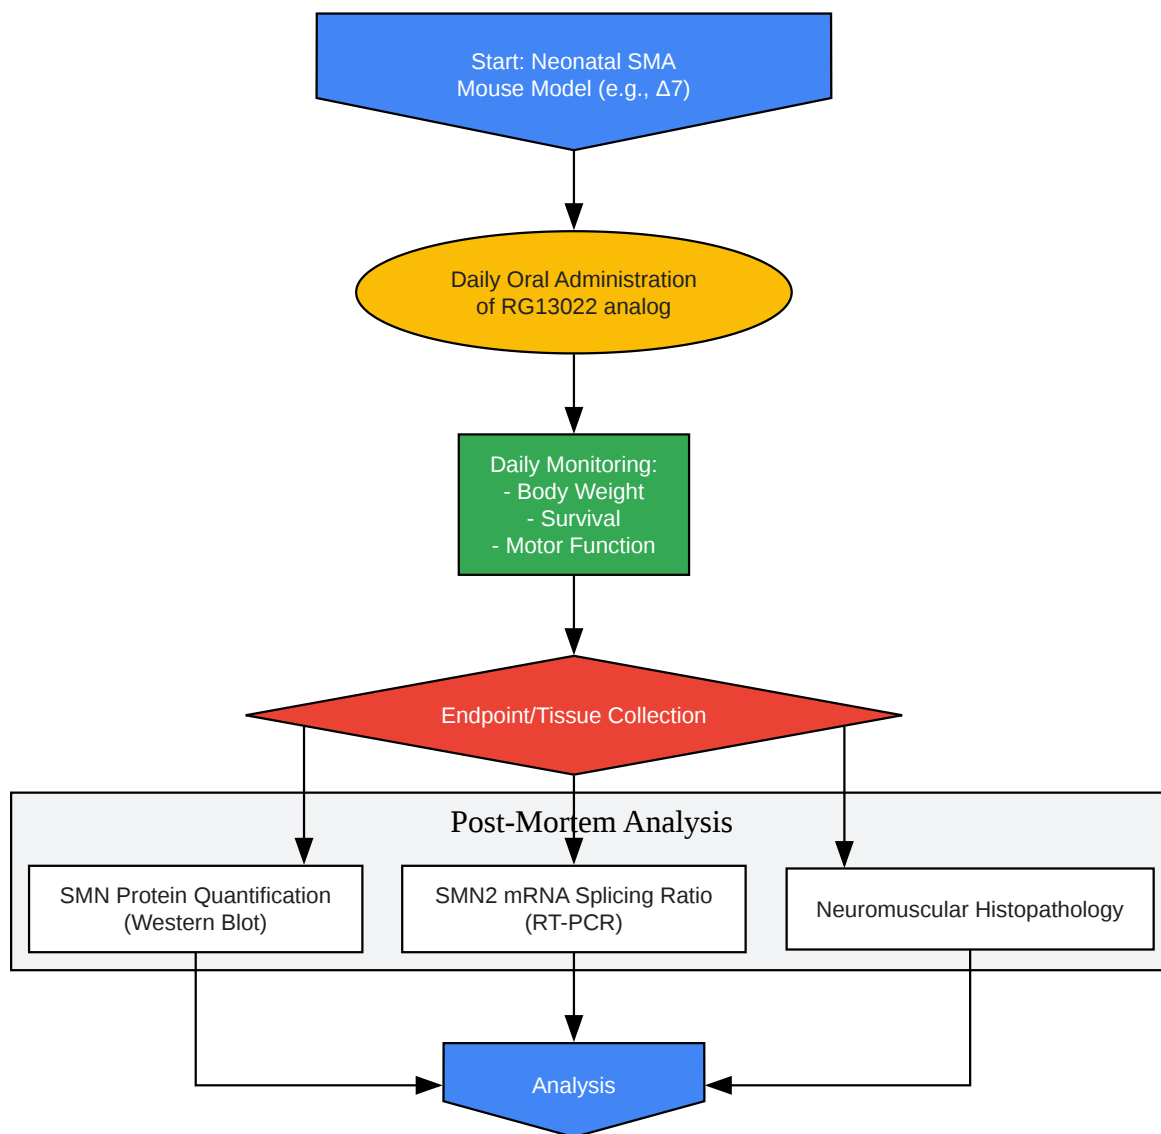 Start: Neonatal SMA
Mouse Model (e.g., Δ7)
Daily Oral Administration
of RG13022 analog
Daily Monitoring:
- Body Weight
- Survival
- Motor Function
Endpoint/Tissue Collection
Post-Mortem Analysis
SMN Protein Quantification
(Western Blot)
SMN2 mRNA Splicing Ratio
(RT-PCR)
Neuromuscular Histopathology
Analysis